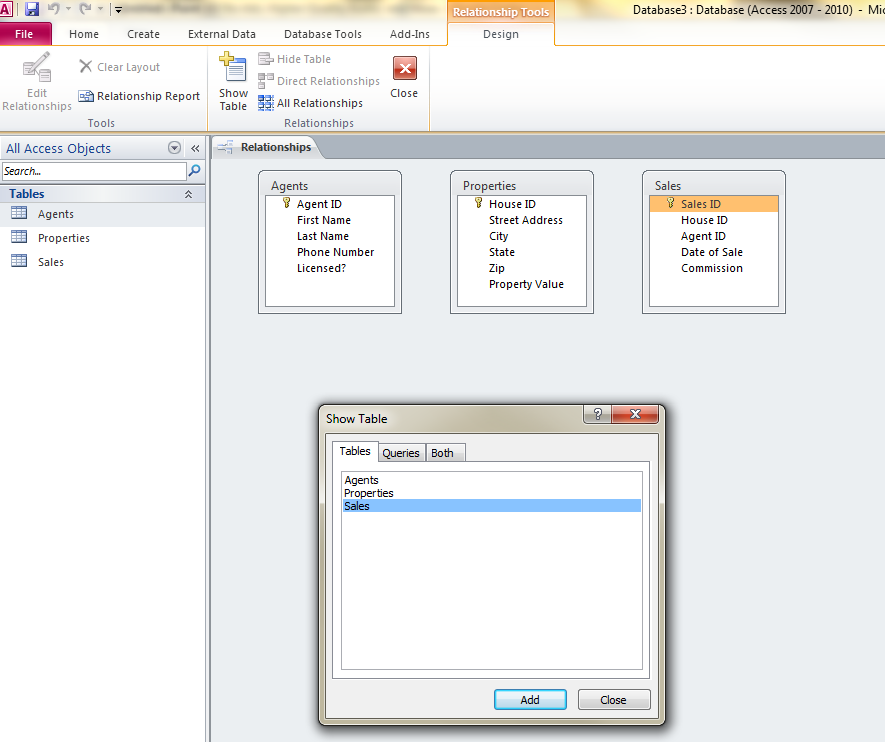 A
Relationship Tools
Database3 : Database (Access 2007 - 2010) - Mic
File Home Create External Data Database Tools Add-Ins Design
Edit Relationships
Clear Layout
Relationship Report
Tools
Show Table
Hide Table
Direct Relationships
All Relationships
Close
Relationships
All Access Objects «
Search...
Tables
Agents
Properties
Sales
Relationships
Agents
Agent ID
First Name
Last Name
Phone Number
Licensed?
Properties
House ID
Street Address
City
State
Zip
Property Value
Sales
Sales ID
House ID
Agent ID
Date of Sale
Commission
Show Table ?
Tables Queries Both
Agents
Properties
Sales
Add Close